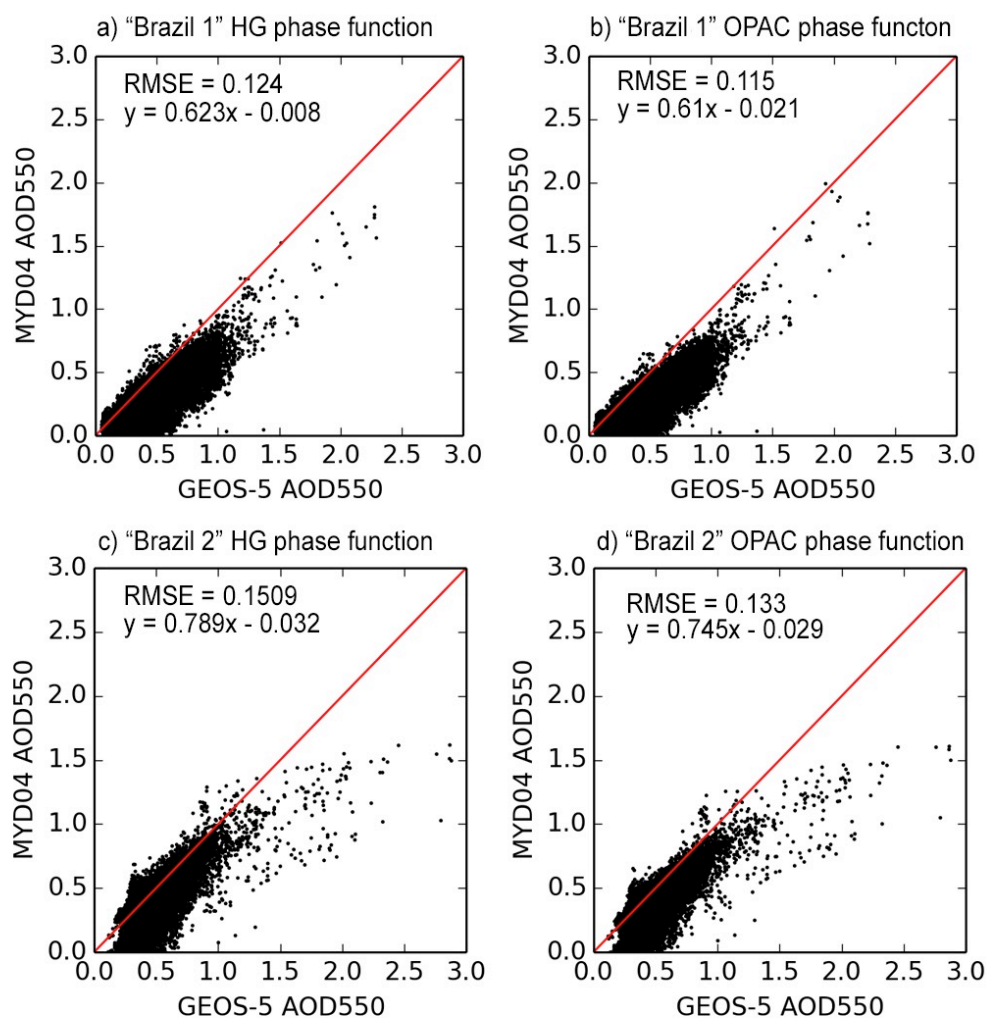 a) “Brazil 1” HG phase function
RMSE = 0.124
y = 0.623x - 0.008
3.0
2.5
2.0
1.5
1.0
0.5
0.0
MYD04 AOD550
0.0 0.5 1.0 1.5 2.0 2.5 3.0
GEOS-5 AOD550
b) “Brazil 1” OPAC phase functon
RMSE = 0.115
y = 0.61x - 0.021
3.0
2.5
2.0
1.5
1.0
0.5
0.0
MYD04 AOD550
0.0 0.5 1.0 1.5 2.0 2.5 3.0
GEOS-5 AOD550
c) “Brazil 2” HG phase function
RMSE = 0.1509
y = 0.789x - 0.032
3.0
2.5
2.0
1.5
1.0
0.5
0.0
MYD04 AOD550
0.0 0.5 1.0 1.5 2.0 2.5 3.0
GEOS-5 AOD550
d) “Brazil 2” OPAC phase function
RMSE = 0.133
y = 0.745x - 0.029
3.0
2.5
2.0
1.5
1.0
0.5
0.0
MYD04 AOD550
0.0 0.5 1.0 1.5 2.0 2.5 3.0
GEOS-5 AOD550